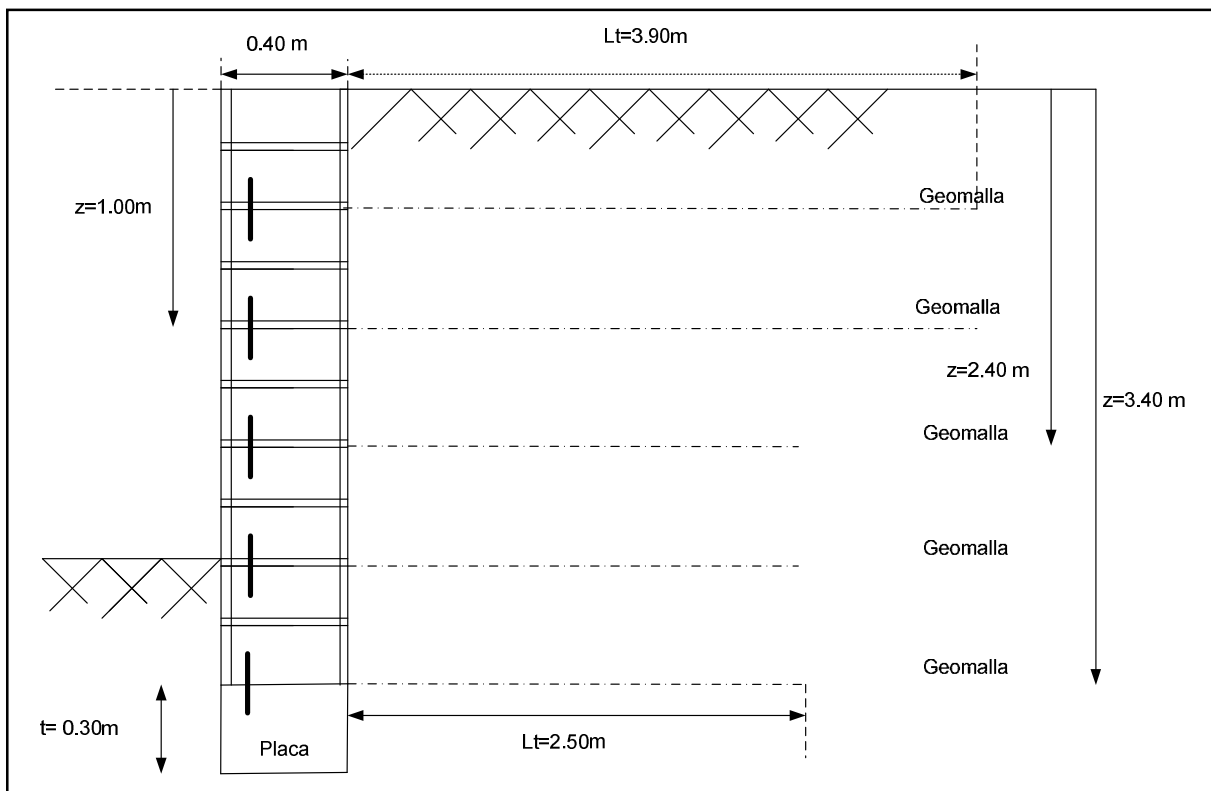 0.40 m
Lt=3.90m
z=1.00m
Geomalla
Geomalla
z=2.40 m
z=3.40 m
Geomalla
Geomalla
Geomalla
t= 0.30m
Placa
Lt=2.50m